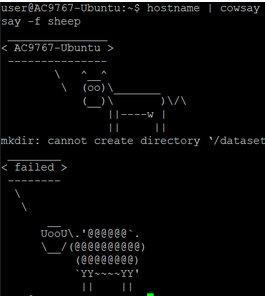 user@AC9767-Ubuntu:~$ hostname | cowsay
say -f sheep
 _______________
< AC9767-Ubuntu >
 ---------------
        \   ^__^
         \  (oo)\_______
            (__)\       )\/\
                ||----w |
                ||     ||
mkdir: cannot create directory '/dataset
 ________
< failed >
 --------
  \
   \
       __
      UooU\.'@@@@@@`.
      \__/(@@@@@@@@@@)
           (@@@@@@@@)
           `YY~~~~YY'
            ||    ||